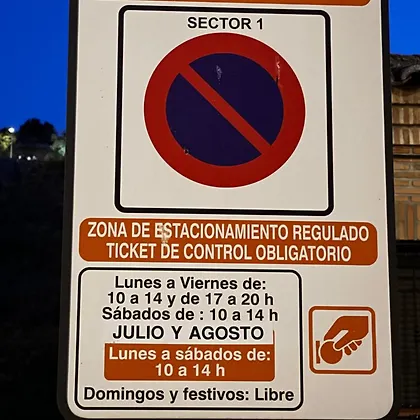 SECTOR 1
ZONA DE ESTACIONAMIENTO REGULADO
TICKET DE CONTROL OBLIGATORIO
Lunes a Viernes de:
10 a 14 y de 17 a 20 h
Sábados de : 10 a 14 h
JULIO Y AGOSTO
Lunes a sábados de:
10 a 14 h
Domingos y festivos: Libre